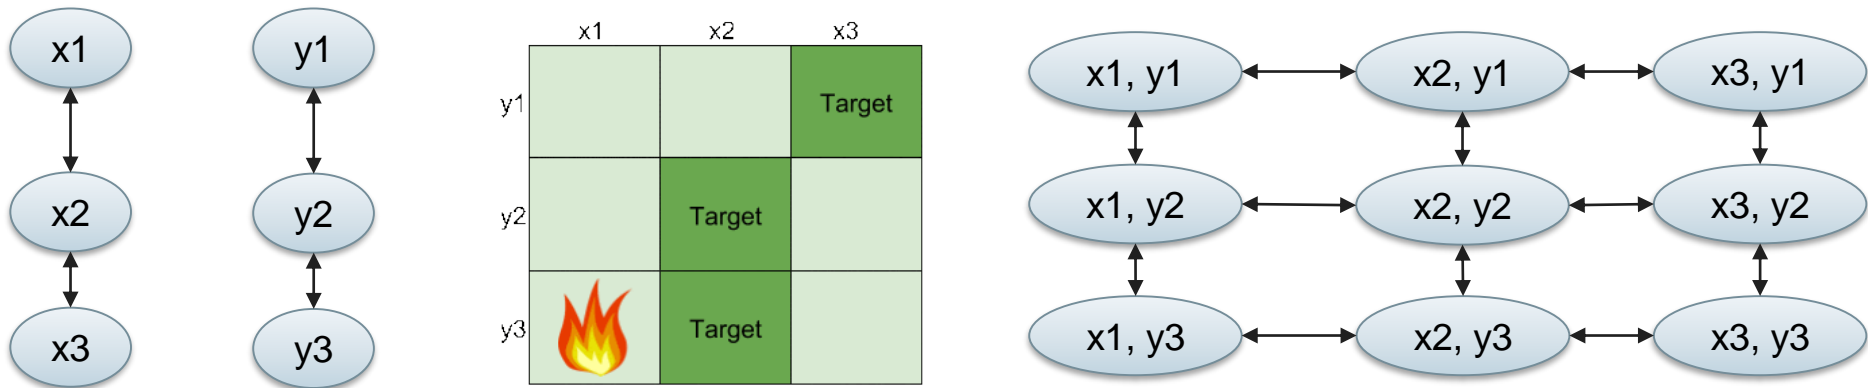 x1
x2
x3
y1
y2
y3
x1 x2 x3
y1 Target
y2 Target
y3 Target
x1, y1 x2, y1 x3, y1
x1, y2 x2, y2 x3, y2
x1, y3 x2, y3 x3, y3